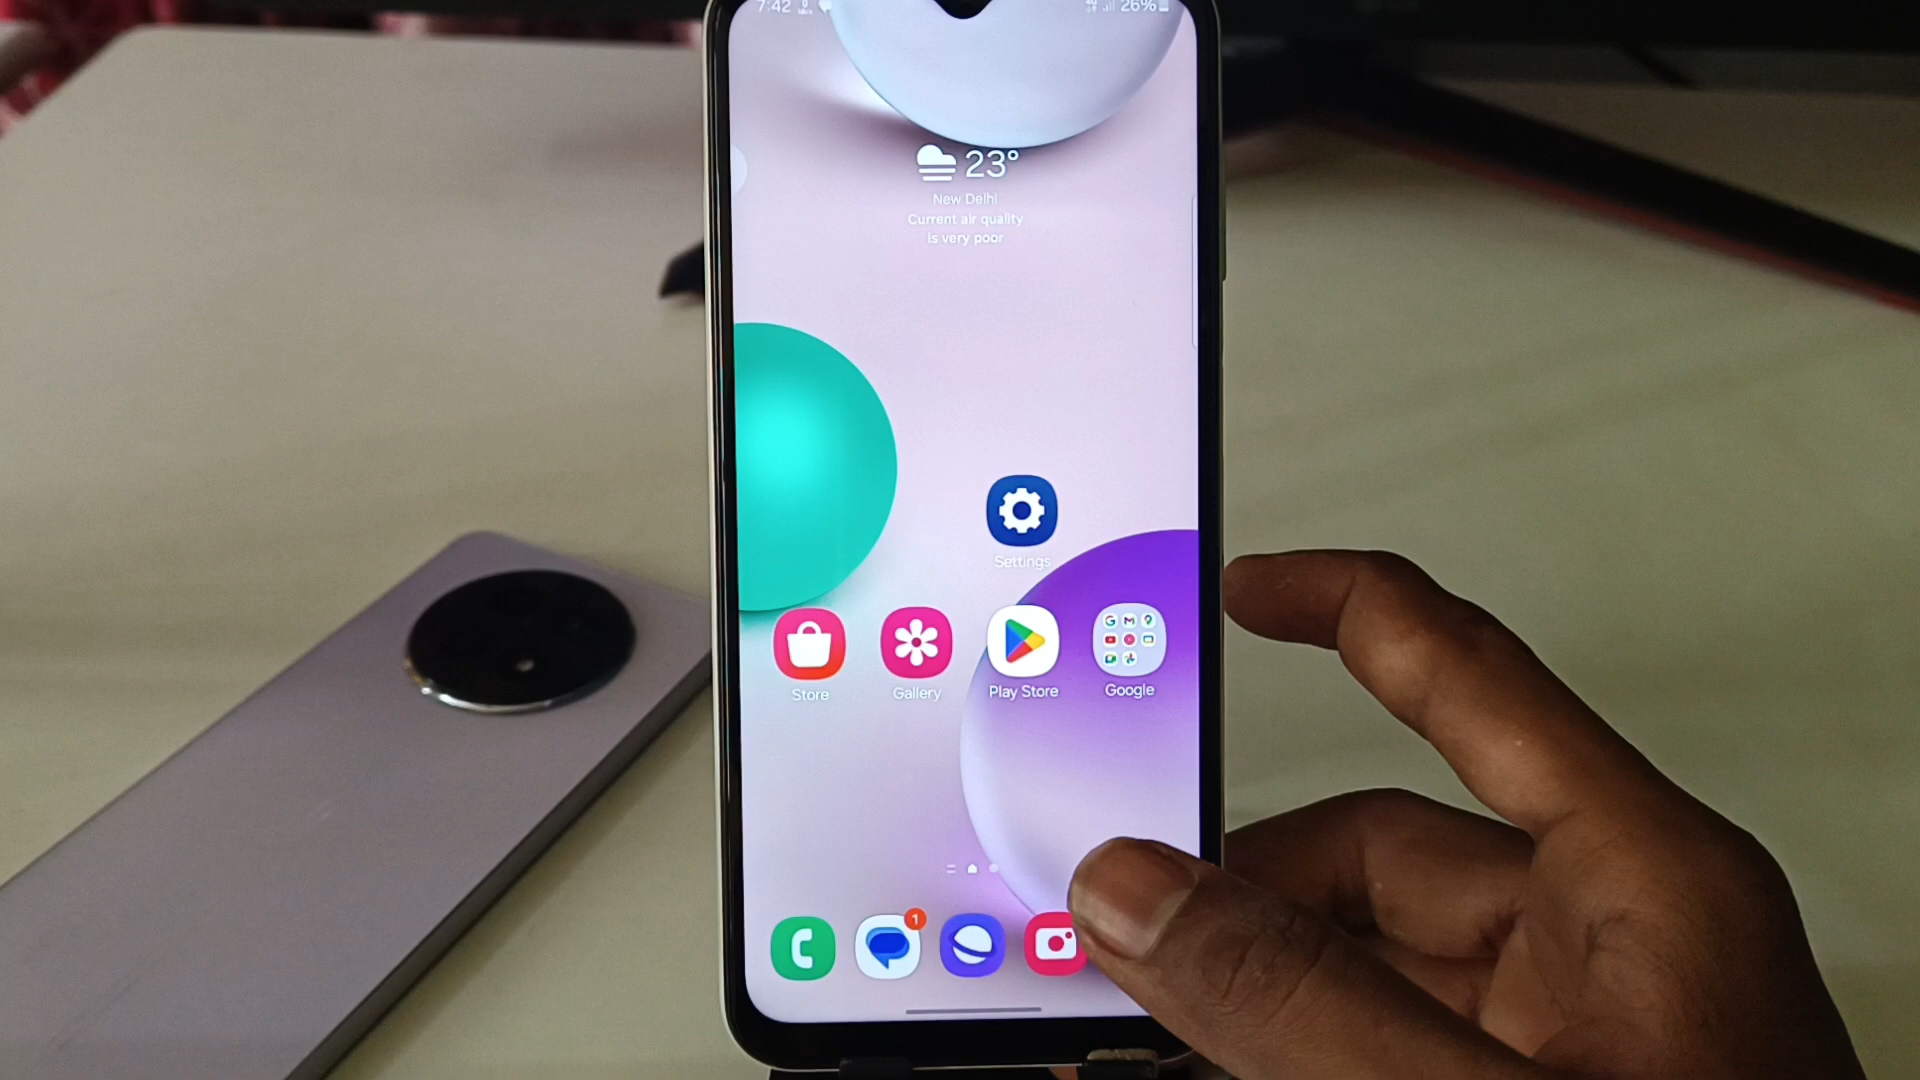 7:42
26%
23°
New Delhi
Current air quality
is very poor
Settings
Store
Gallery
Play Store
Google
1